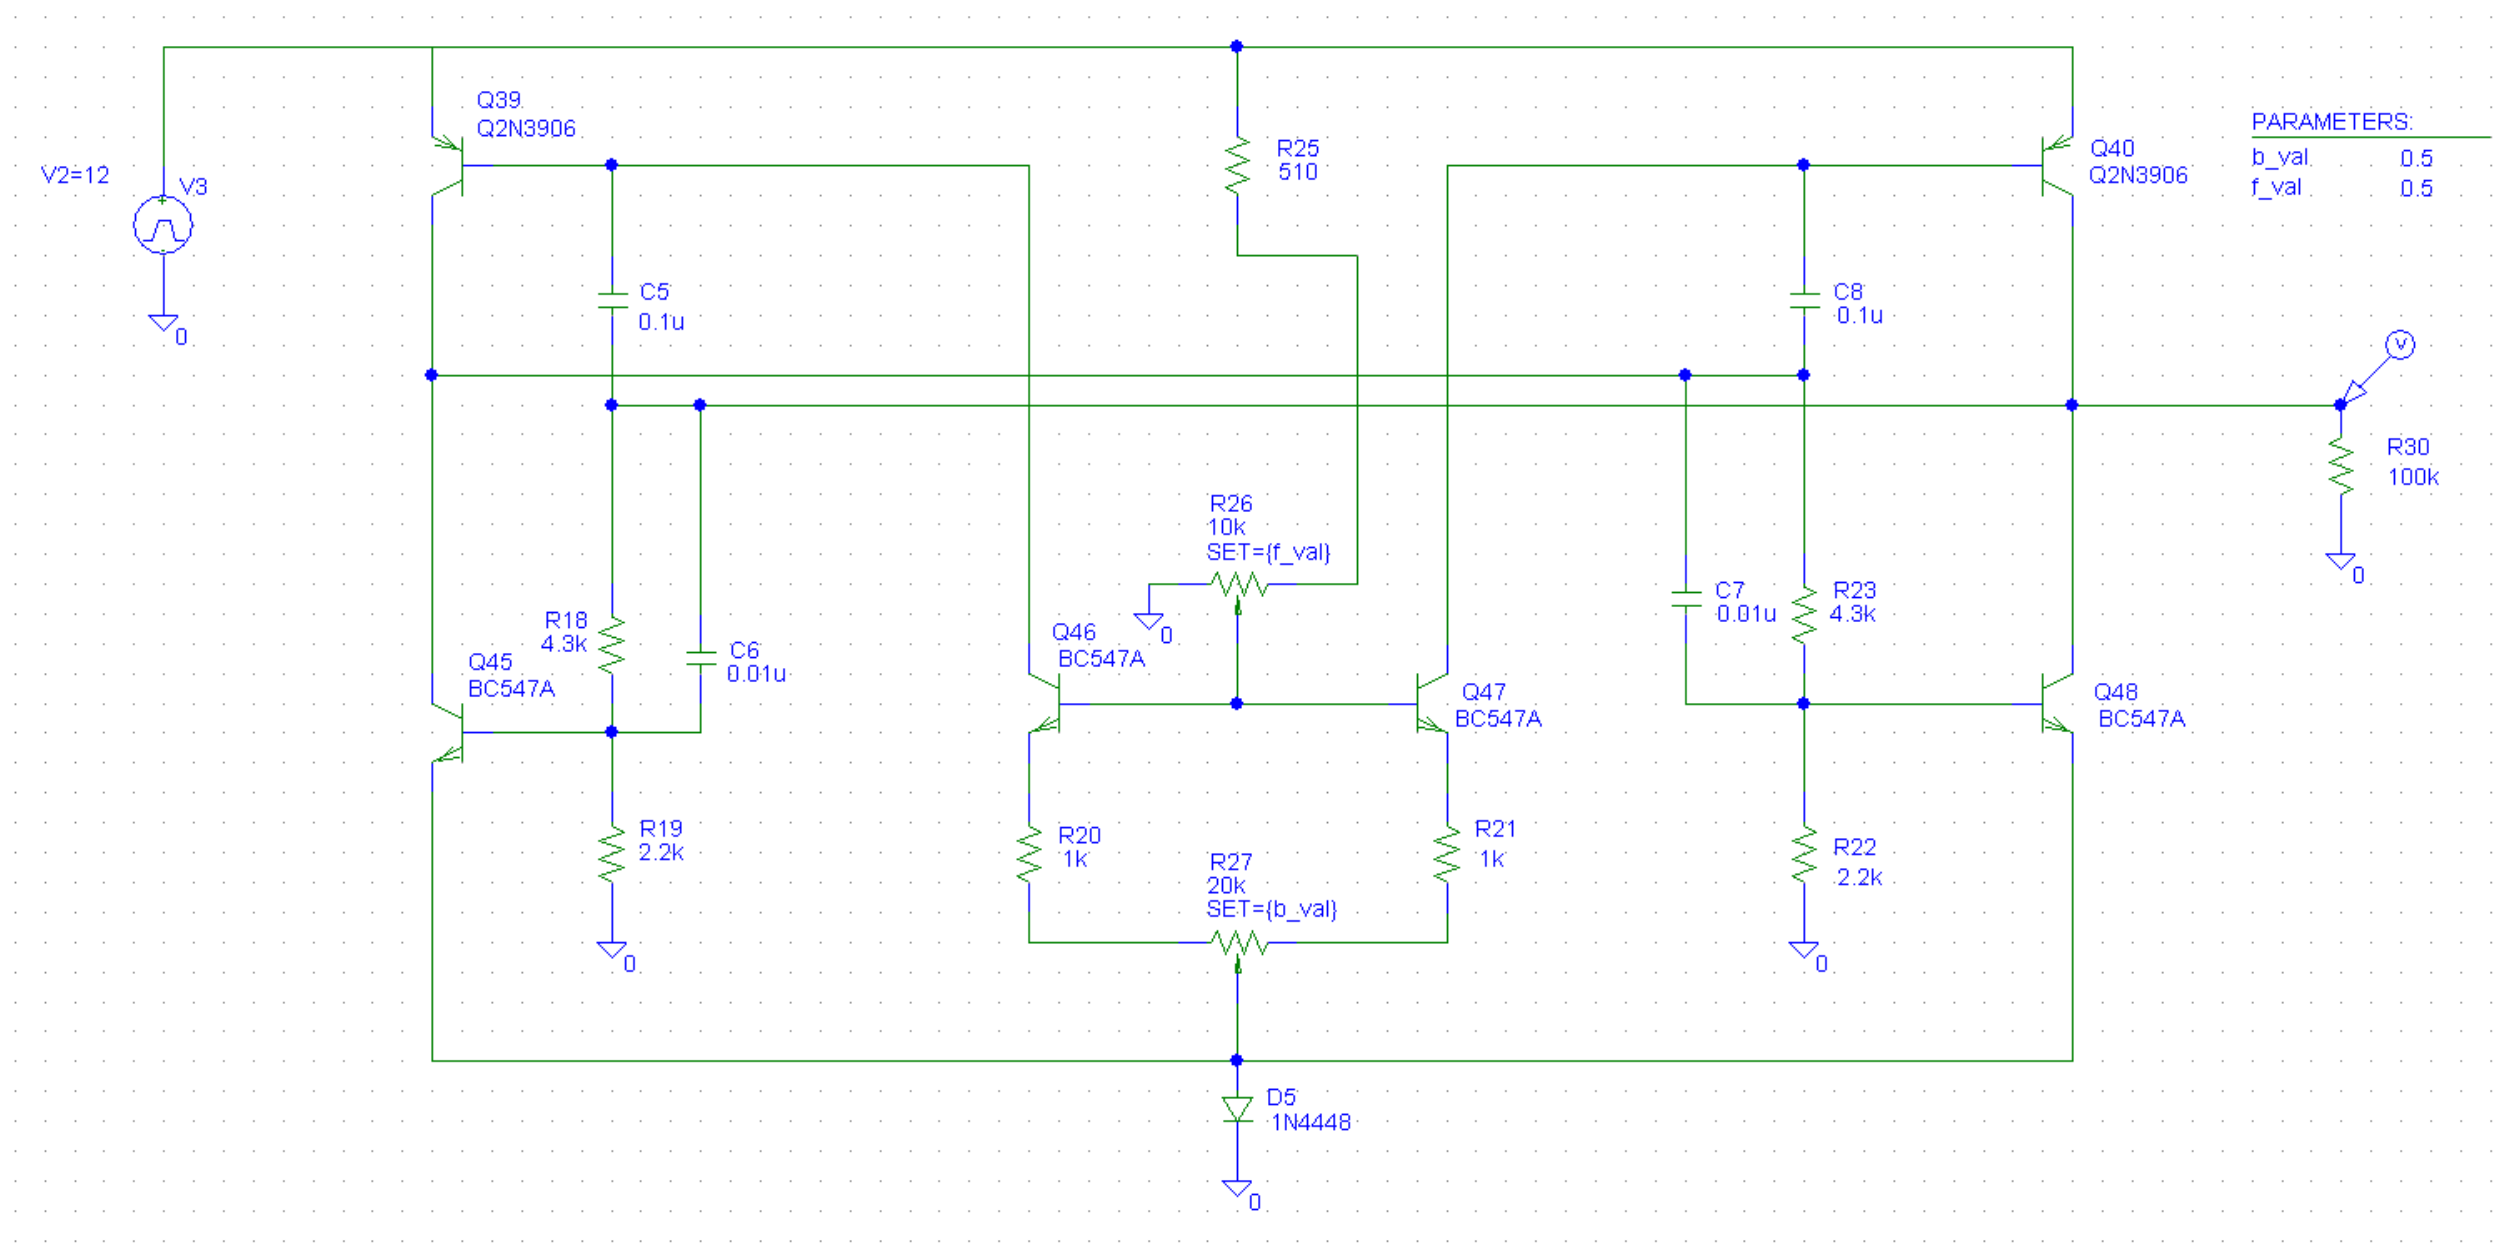 Q39
Q2N3906
V2=12
V3
0
C5
0.1u
R25
510
C8
0.1u
Q40
Q2N3906
PARAMETERS:
b_val 0.5
f_val 0.5
V
R30
100k
0
R26
10k
SET={f_val}
0
R18
4.3k
C6
0.01u
Q45
BC547A
Q46
BC547A
Q47
BC547A
C7
0.01u
R23
4.3k
Q48
BC547A
R19
2.2k
0
R20
1k
R27
20k
SET={b_val}
R21
1k
R22
2.2k
0
D5
1N4448
0